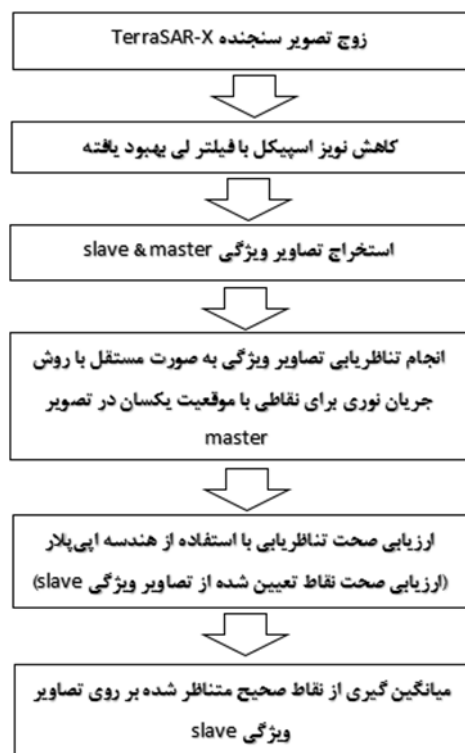 زوج تصویر سنجنده TerraSAR-X
کاهش نویز اسپیکل با فیلتر لی بهبود یافته
استخراج تصاویر ویژگی slave & master
انجام تناظریابی تصاویر ویژگی به صورت مستقل با روش
جریان نوری برای نقاطی با موقعیت یکسان در تصویر
master
ارزیابی صحت تناظریابی با استفاده از هندسه اپی‌پلار
(ارزیابی صحت نقاط تعیین شده از تصاویر ویژگی slave)
میانگین گیری از نقاط صحیح متناظر شده بر روی تصاویر
ویژگی slave